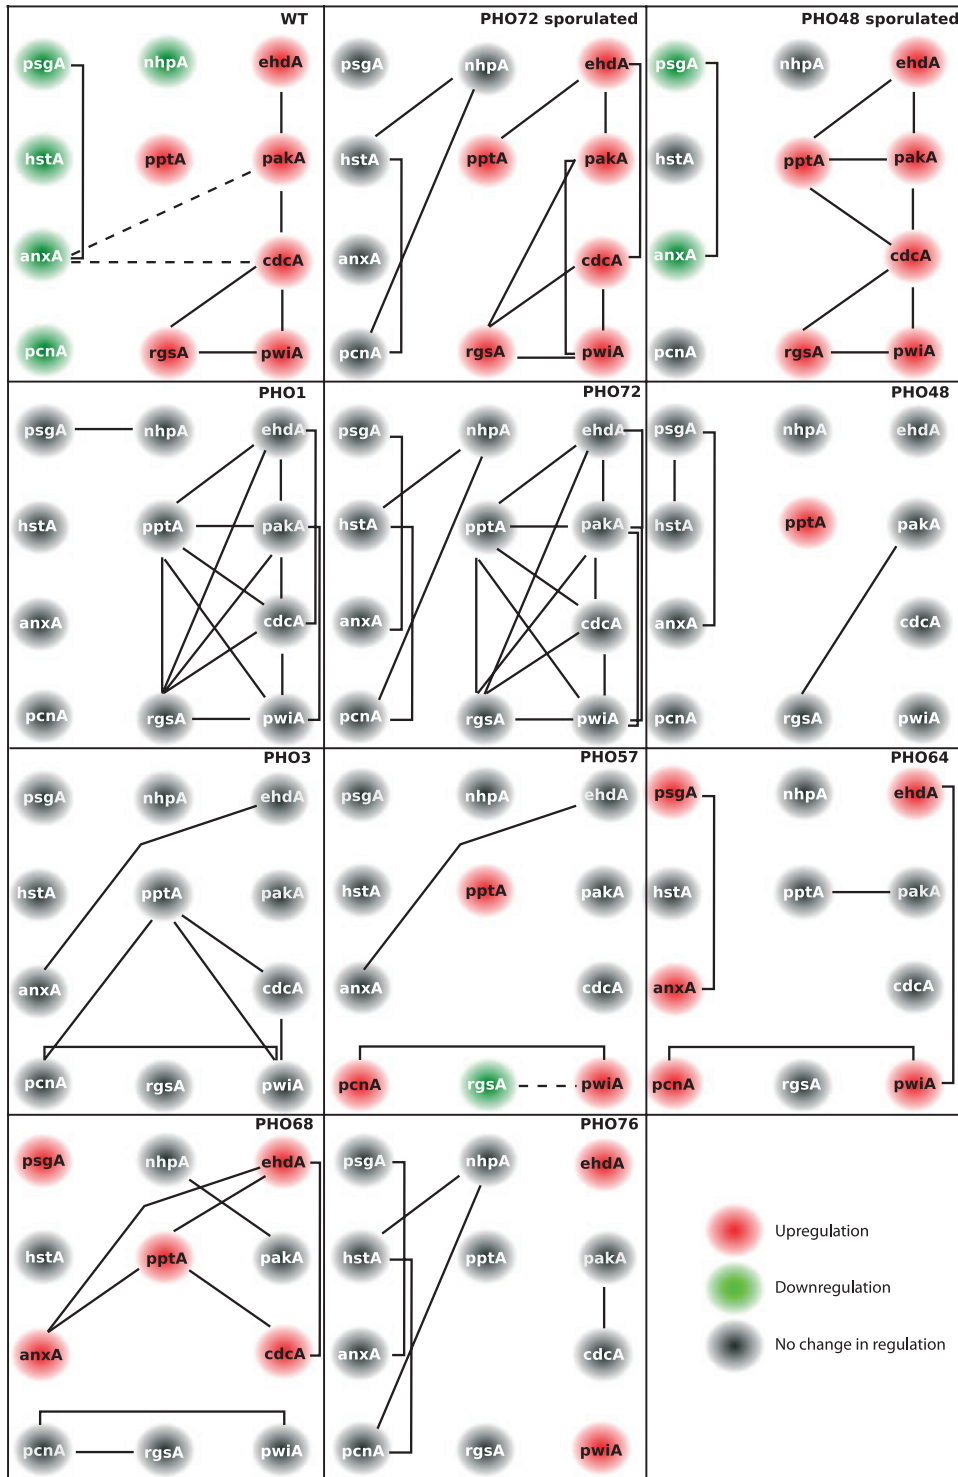 WT
psgA nhpA ehdA
hstA pptA pakA
anxA cdcA
pcnA rgsA pwiA
PHO72 sporulated
psgA nhpA ehdA
hstA pptA pakA
anxA cdcA
pcnA rgsA pwiA
PHO48 sporulated
psgA nhpA ehdA
hstA pptA pakA
anxA cdcA
pcnA rgsA pwiA
PHO1
psgA nhpA ehdA
hstA pptA pakA
anxA cdcA
pcnA rgsA pwiA
PHO72
psgA nhpA ehdA
hstA pptA pakA
anxA cdcA
pcnA rgsA pwiA
PHO48
psgA nhpA ehdA
hstA pptA pakA
anxA cdcA
pcnA rgsA pwiA
PHO3
psgA nhpA ehdA
hstA pptA pakA
anxA cdcA
pcnA rgsA pwiA
PHO57
psgA nhpA ehdA
hstA pptA pakA
anxA cdcA
pcnA rgsA pwiA
PHO64
psgA nhpA ehdA
hstA pptA pakA
anxA cdcA
pcnA rgsA pwiA
PHO68
psgA nhpA ehdA
hstA pptA pakA
anxA cdcA
pcnA rgsA pwiA
PHO76
psgA nhpA ehdA
hstA pptA pakA
anxA cdcA
pcnA rgsA pwiA
Upregulation
Downregulation
No change in regulation